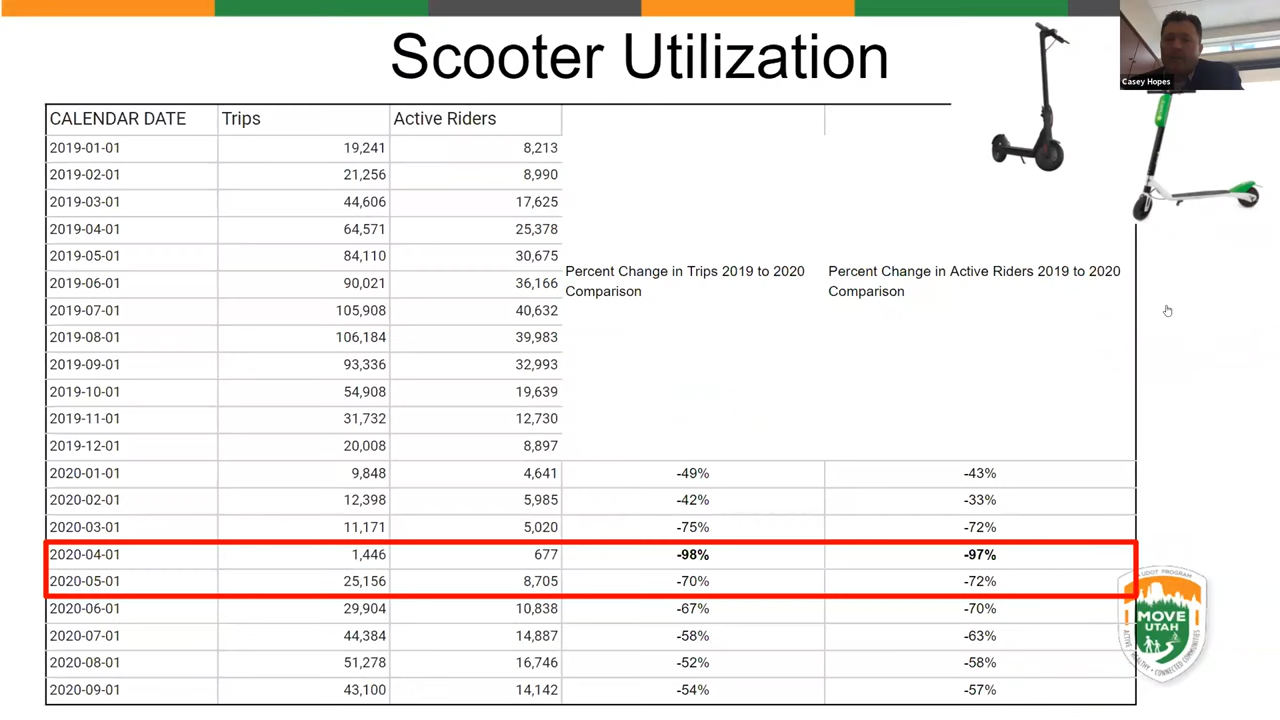 Scooter Utilization
Casey Hopes
CALENDAR DATE Trips Active Riders
2019-01-01 19,241 8,213
2019-02-01 21,256 8,990
2019-03-01 44,606 17,625
2019-04-01 64,571 25,378
2019-05-01 84,110 30,675
Percent Change in Trips 2019 to 2020 Percent Change in Active Riders 2019 to 2020
2019-06-01 90,021 36,166
Comparison Comparison
2019-07-01 105,908 40,632
2019-08-01 106,184 39,983
2019-09-01 93,336 32,993
2019-10-01 54,908 19,639
2019-11-01 31,732 12,730
2019-12-01 20,008 8,897
2020-01-01 9,848 4,641 -49% -43%
2020-02-01 12,398 5,985 -42% -33%
2020-03-01 11,171 5,020 -75% -72%
2020-04-01 1,446 677 -98% -97%
2020-05-01 25,156 8,705 -70% -72%
2020-06-01 29,904 10,838 -67% -70%
2020-07-01 44,384 14,887 -58% -63%
2020-08-01 51,278 16,746 -52% -58%
2020-09-01 43,100 14,142 -54% -57%
UDOT PROGRAM
MOVE
UTAH
ACTIVE • HEALTHY • CONNECTED COMMUNITIES